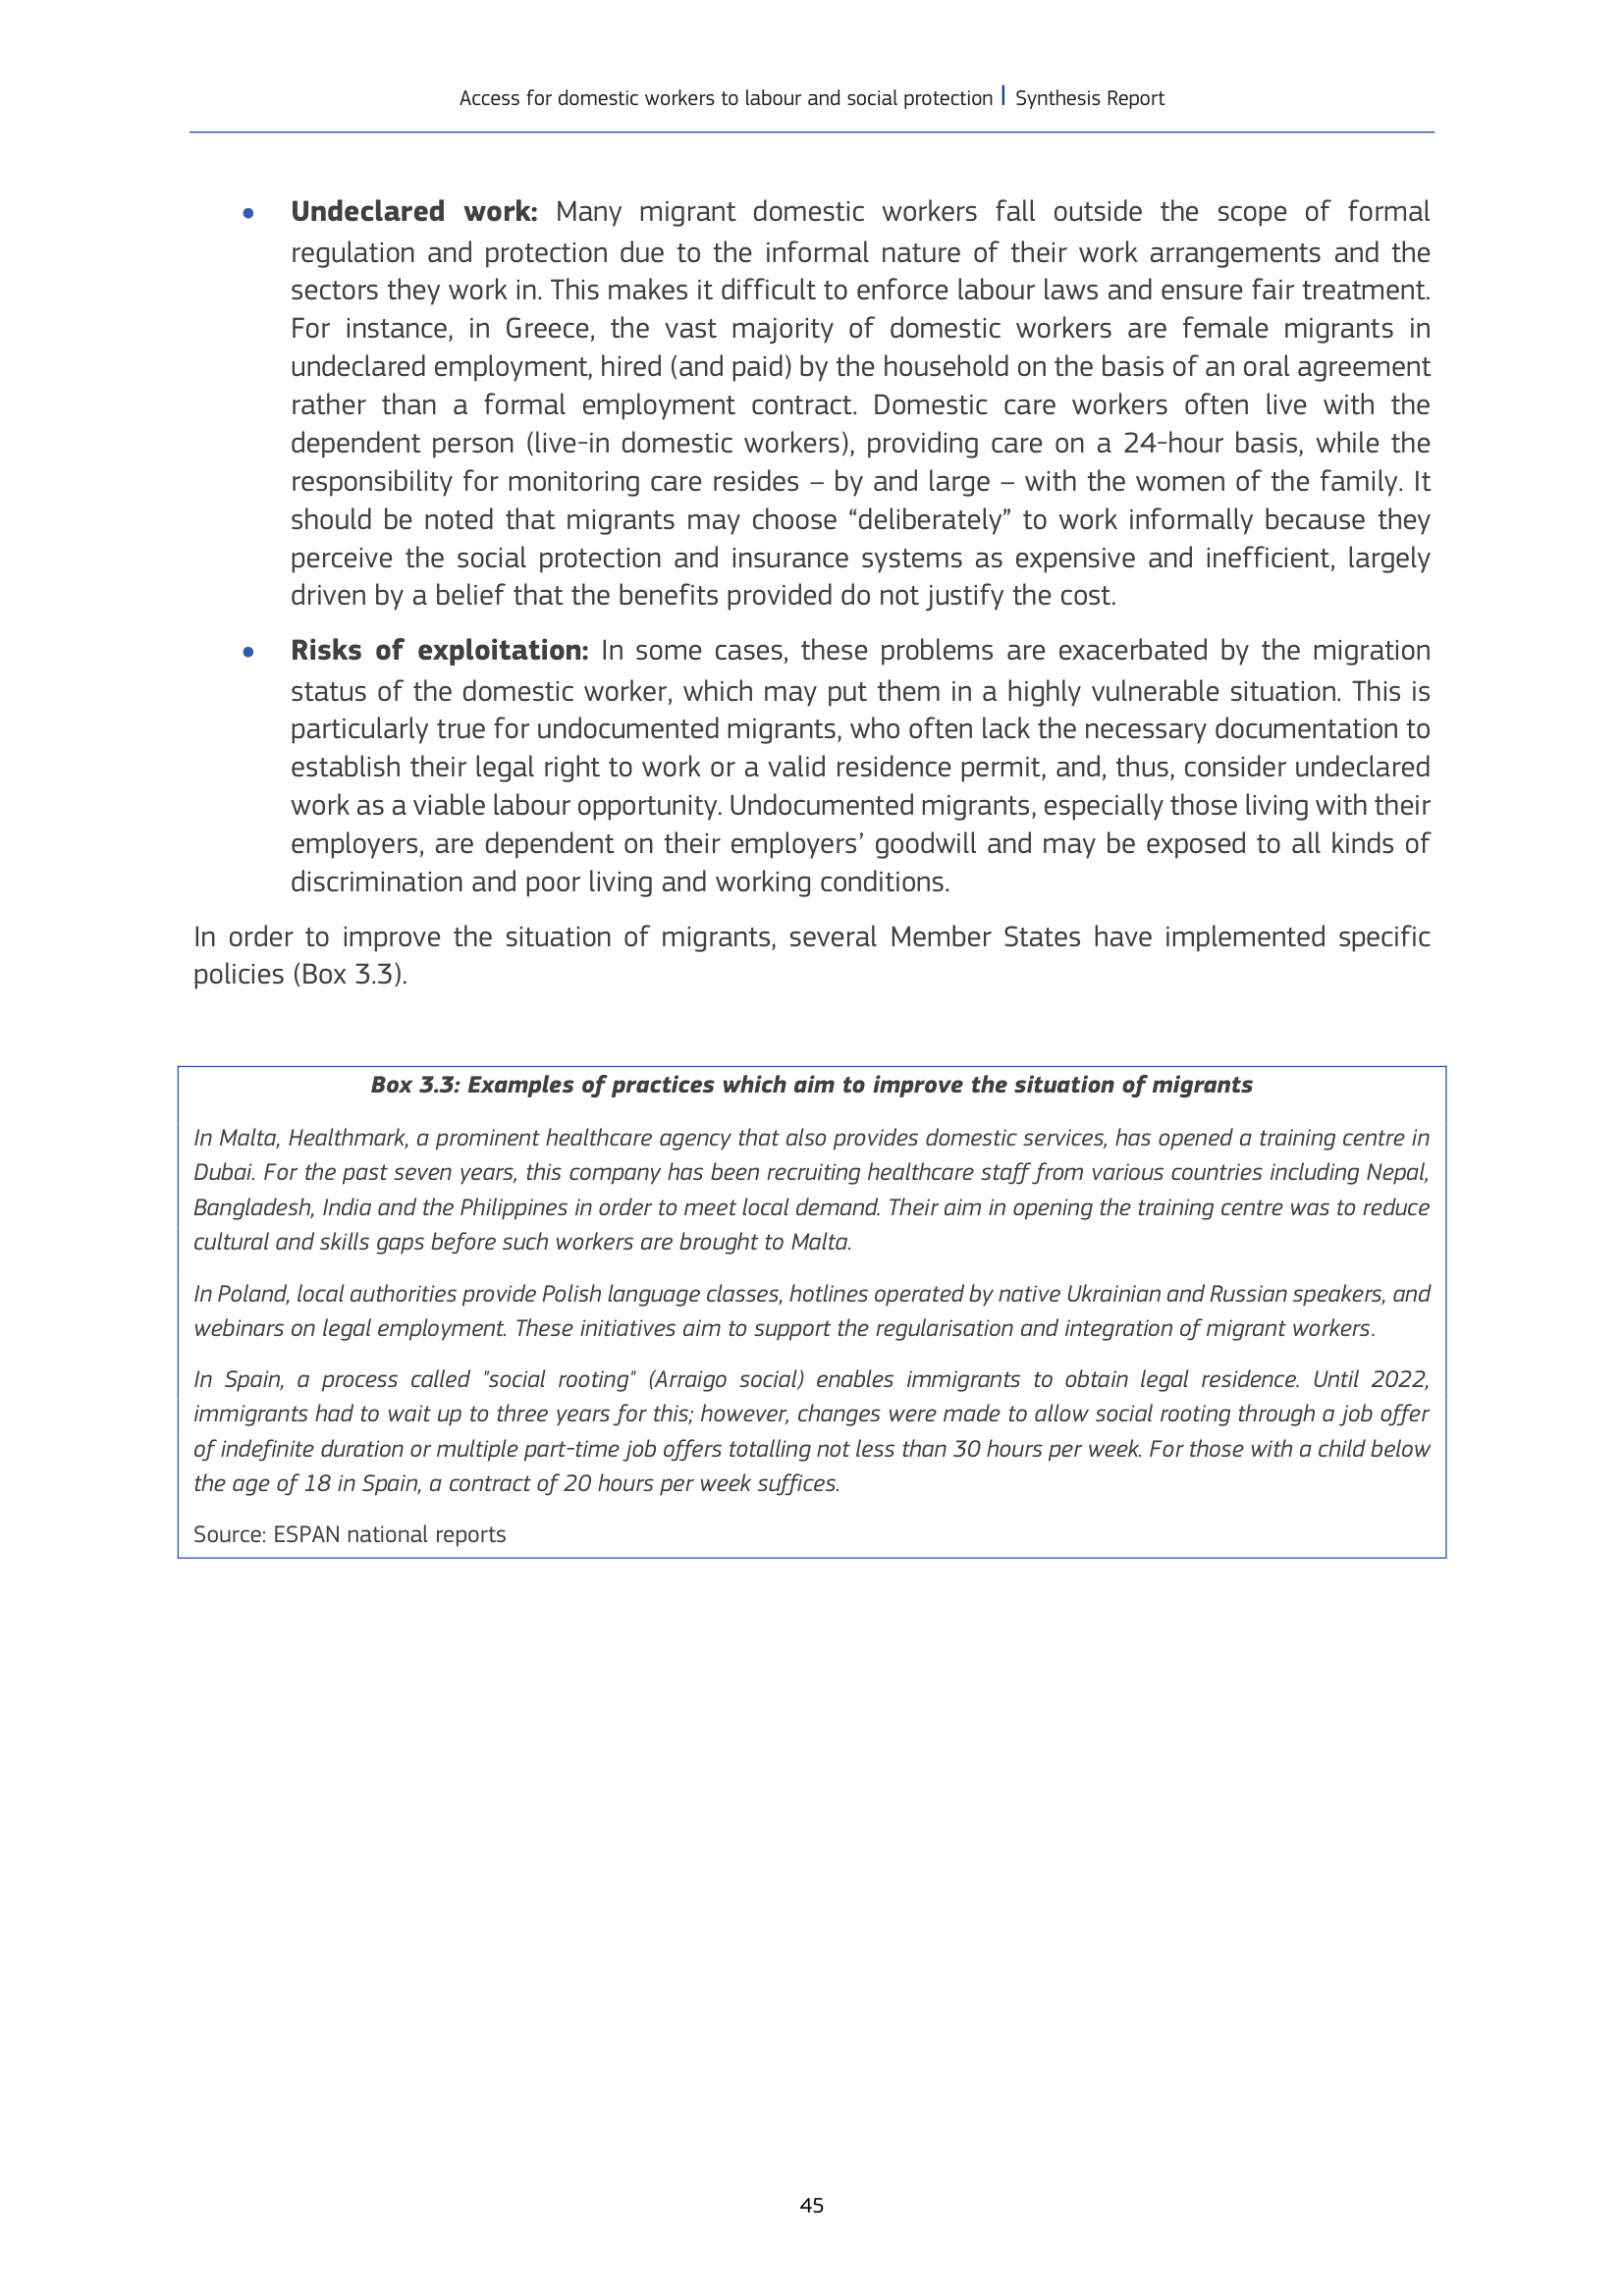 Access for domestic workers to labour and social protection | Synthesis Report
• Undeclared work: Many migrant domestic workers fall outside the scope of formal
regulation and protection due to the informal nature of their work arrangements and the
sectors they work in. This makes it difficult to enforce labour laws and ensure fair treatment.
For instance, in Greece, the vast majority of domestic workers are female migrants in
undeclared employment, hired (and paid) by the household on the basis of an oral agreement
rather than a formal employment contract. Domestic care workers often live with the
dependent person (live-in domestic workers), providing care on a 24-hour basis, while the
responsibility for monitoring care resides – by and large – with the women of the family. It
should be noted that migrants may choose “deliberately” to work informally because they
perceive the social protection and insurance systems as expensive and inefficient, largely
driven by a belief that the benefits provided do not justify the cost.
• Risks of exploitation: In some cases, these problems are exacerbated by the migration
status of the domestic worker, which may put them in a highly vulnerable situation. This is
particularly true for undocumented migrants, who often lack the necessary documentation to
establish their legal right to work or a valid residence permit, and, thus, consider undeclared
work as a viable labour opportunity. Undocumented migrants, especially those living with their
employers, are dependent on their employers’ goodwill and may be exposed to all kinds of
discrimination and poor living and working conditions.
In order to improve the situation of migrants, several Member States have implemented specific
policies (Box 3.3).
Box 3.3: Examples of practices which aim to improve the situation of migrants
In Malta, Healthmark, a prominent healthcare agency that also provides domestic services, has opened a training centre in
Dubai. For the past seven years, this company has been recruiting healthcare staff from various countries including Nepal,
Bangladesh, India and the Philippines in order to meet local demand. Their aim in opening the training centre was to reduce
cultural and skills gaps before such workers are brought to Malta.
In Poland, local authorities provide Polish language classes, hotlines operated by native Ukrainian and Russian speakers, and
webinars on legal employment. These initiatives aim to support the regularisation and integration of migrant workers.
In Spain, a process called "social rooting" (Arraigo social) enables immigrants to obtain legal residence. Until 2022,
immigrants had to wait up to three years for this; however, changes were made to allow social rooting through a job offer
of indefinite duration or multiple part-time job offers totalling not less than 30 hours per week. For those with a child below
the age of 18 in Spain, a contract of 20 hours per week suffices.
Source: ESPAN national reports
45